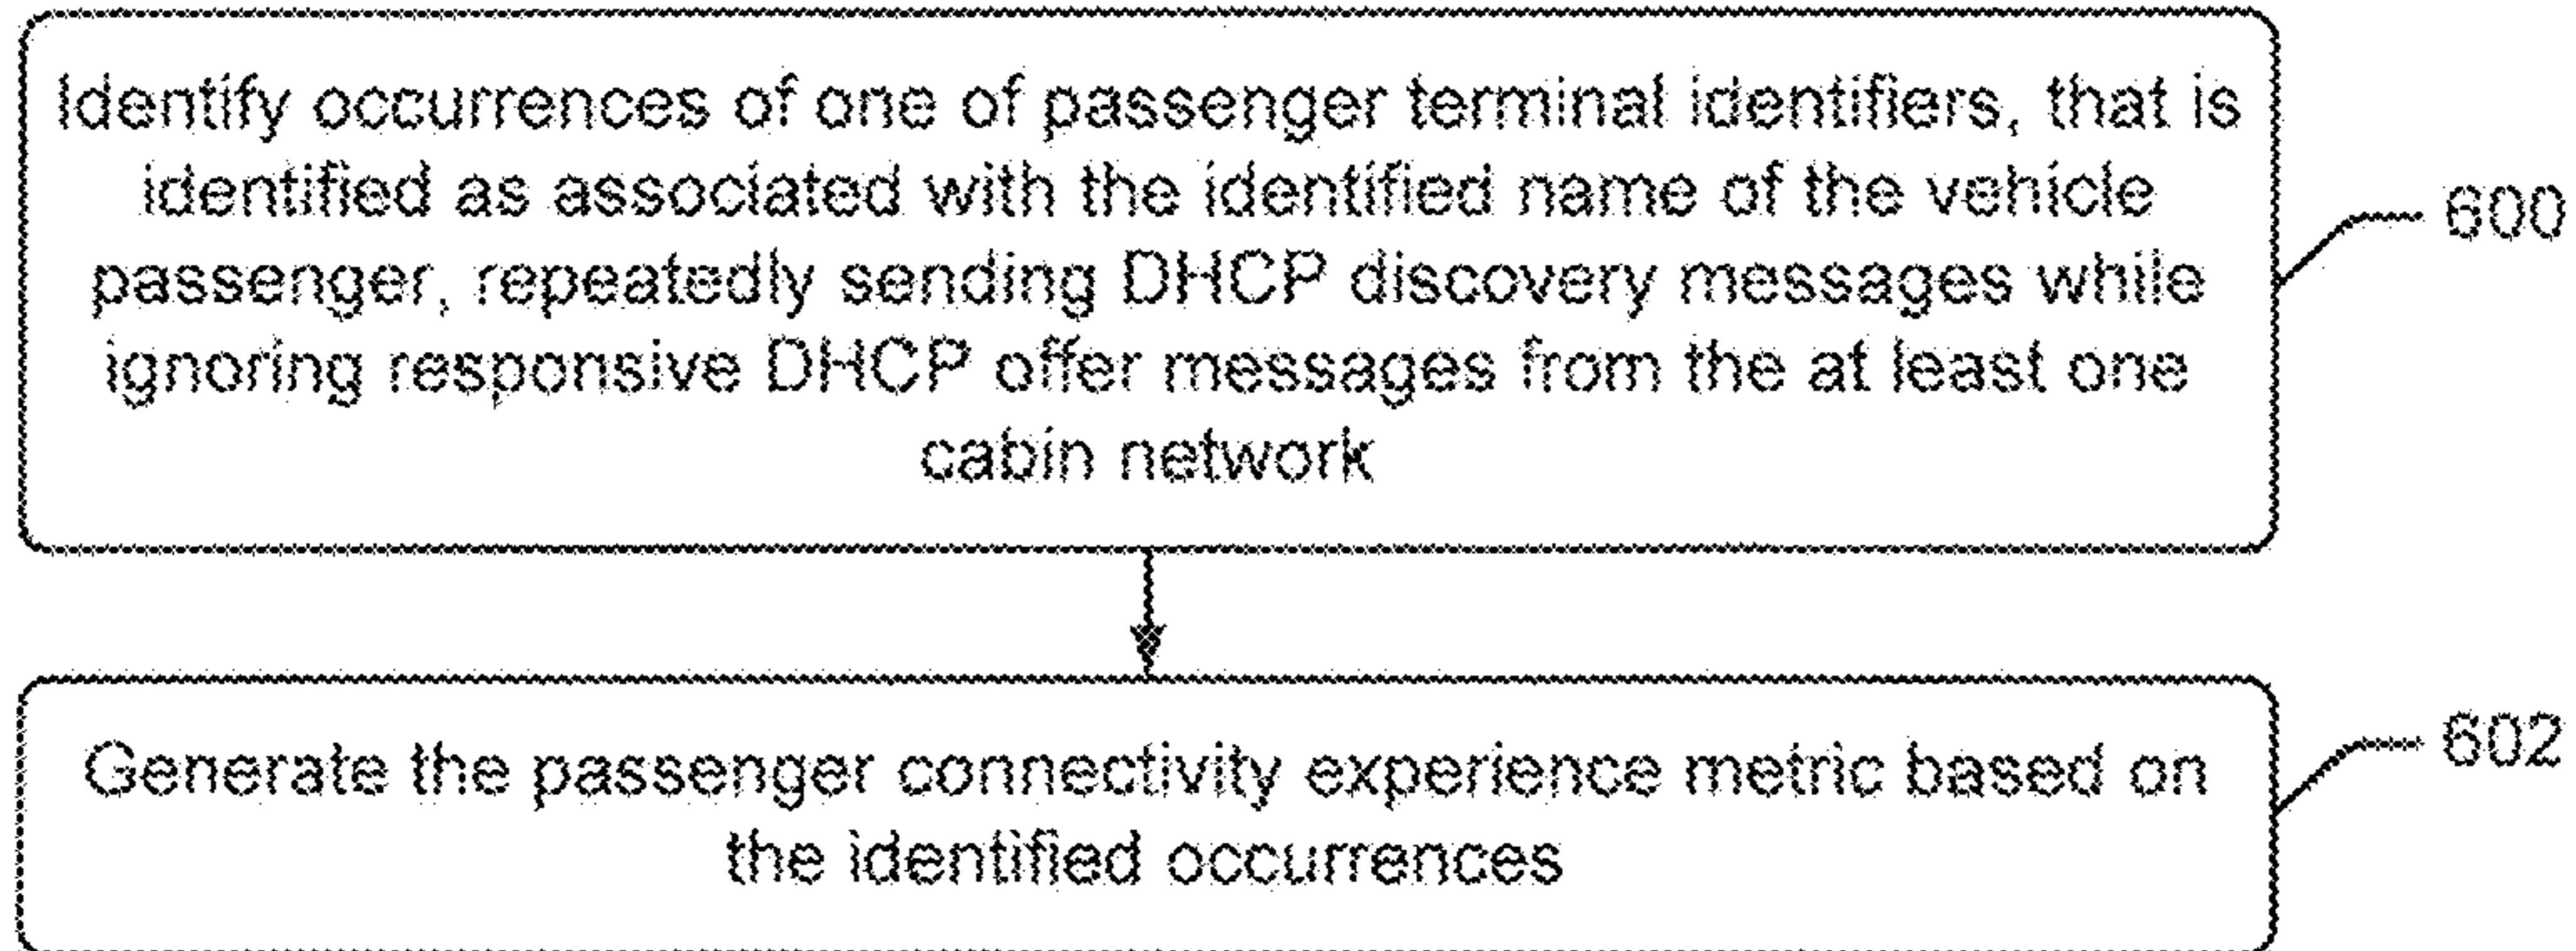 Identify occurrences of one of passenger terminal identifiers, that is
identified as associated with the identified name of the vehicle
passenger, repeatedly sending DHCP discovery messages while
ignoring responsive DHCP offer messages from the at least one
cabin network
600
Generate the passenger connectivity experience metric based on
the identified occurrences
602